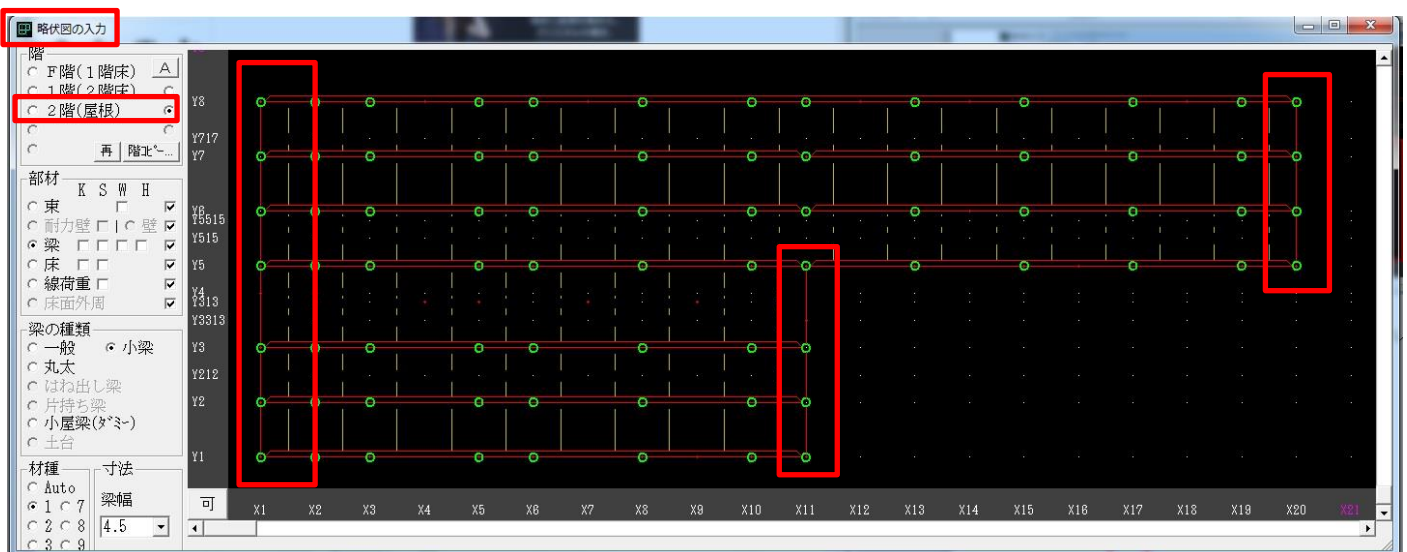 略伏図の入力
階
F階(1階床) A
1階(2階床)
2階(屋根)
再 階ｺﾋﾟｰ...
部材
K S W H
束
耐力壁 | 壁
梁
床
線荷重
床面外周
梁の種類
一般 小梁
丸太
はね出し梁
片持ち梁
小屋梁(ﾀﾞﾐｰ)
土台
材種
Auto
1 7
2 8
3 9
寸法
梁幅
4.5
Y8
Y717
Y7
Y6
Y5515
Y515
Y5
Y4
Y313
Y3313
Y3
Y212
Y2
Y1
可
X1 X2 X3 X4 X5 X6 X7 X8 X9 X10 X11 X12 X13 X14 X15 X16 X17 X18 X19 X20 X21